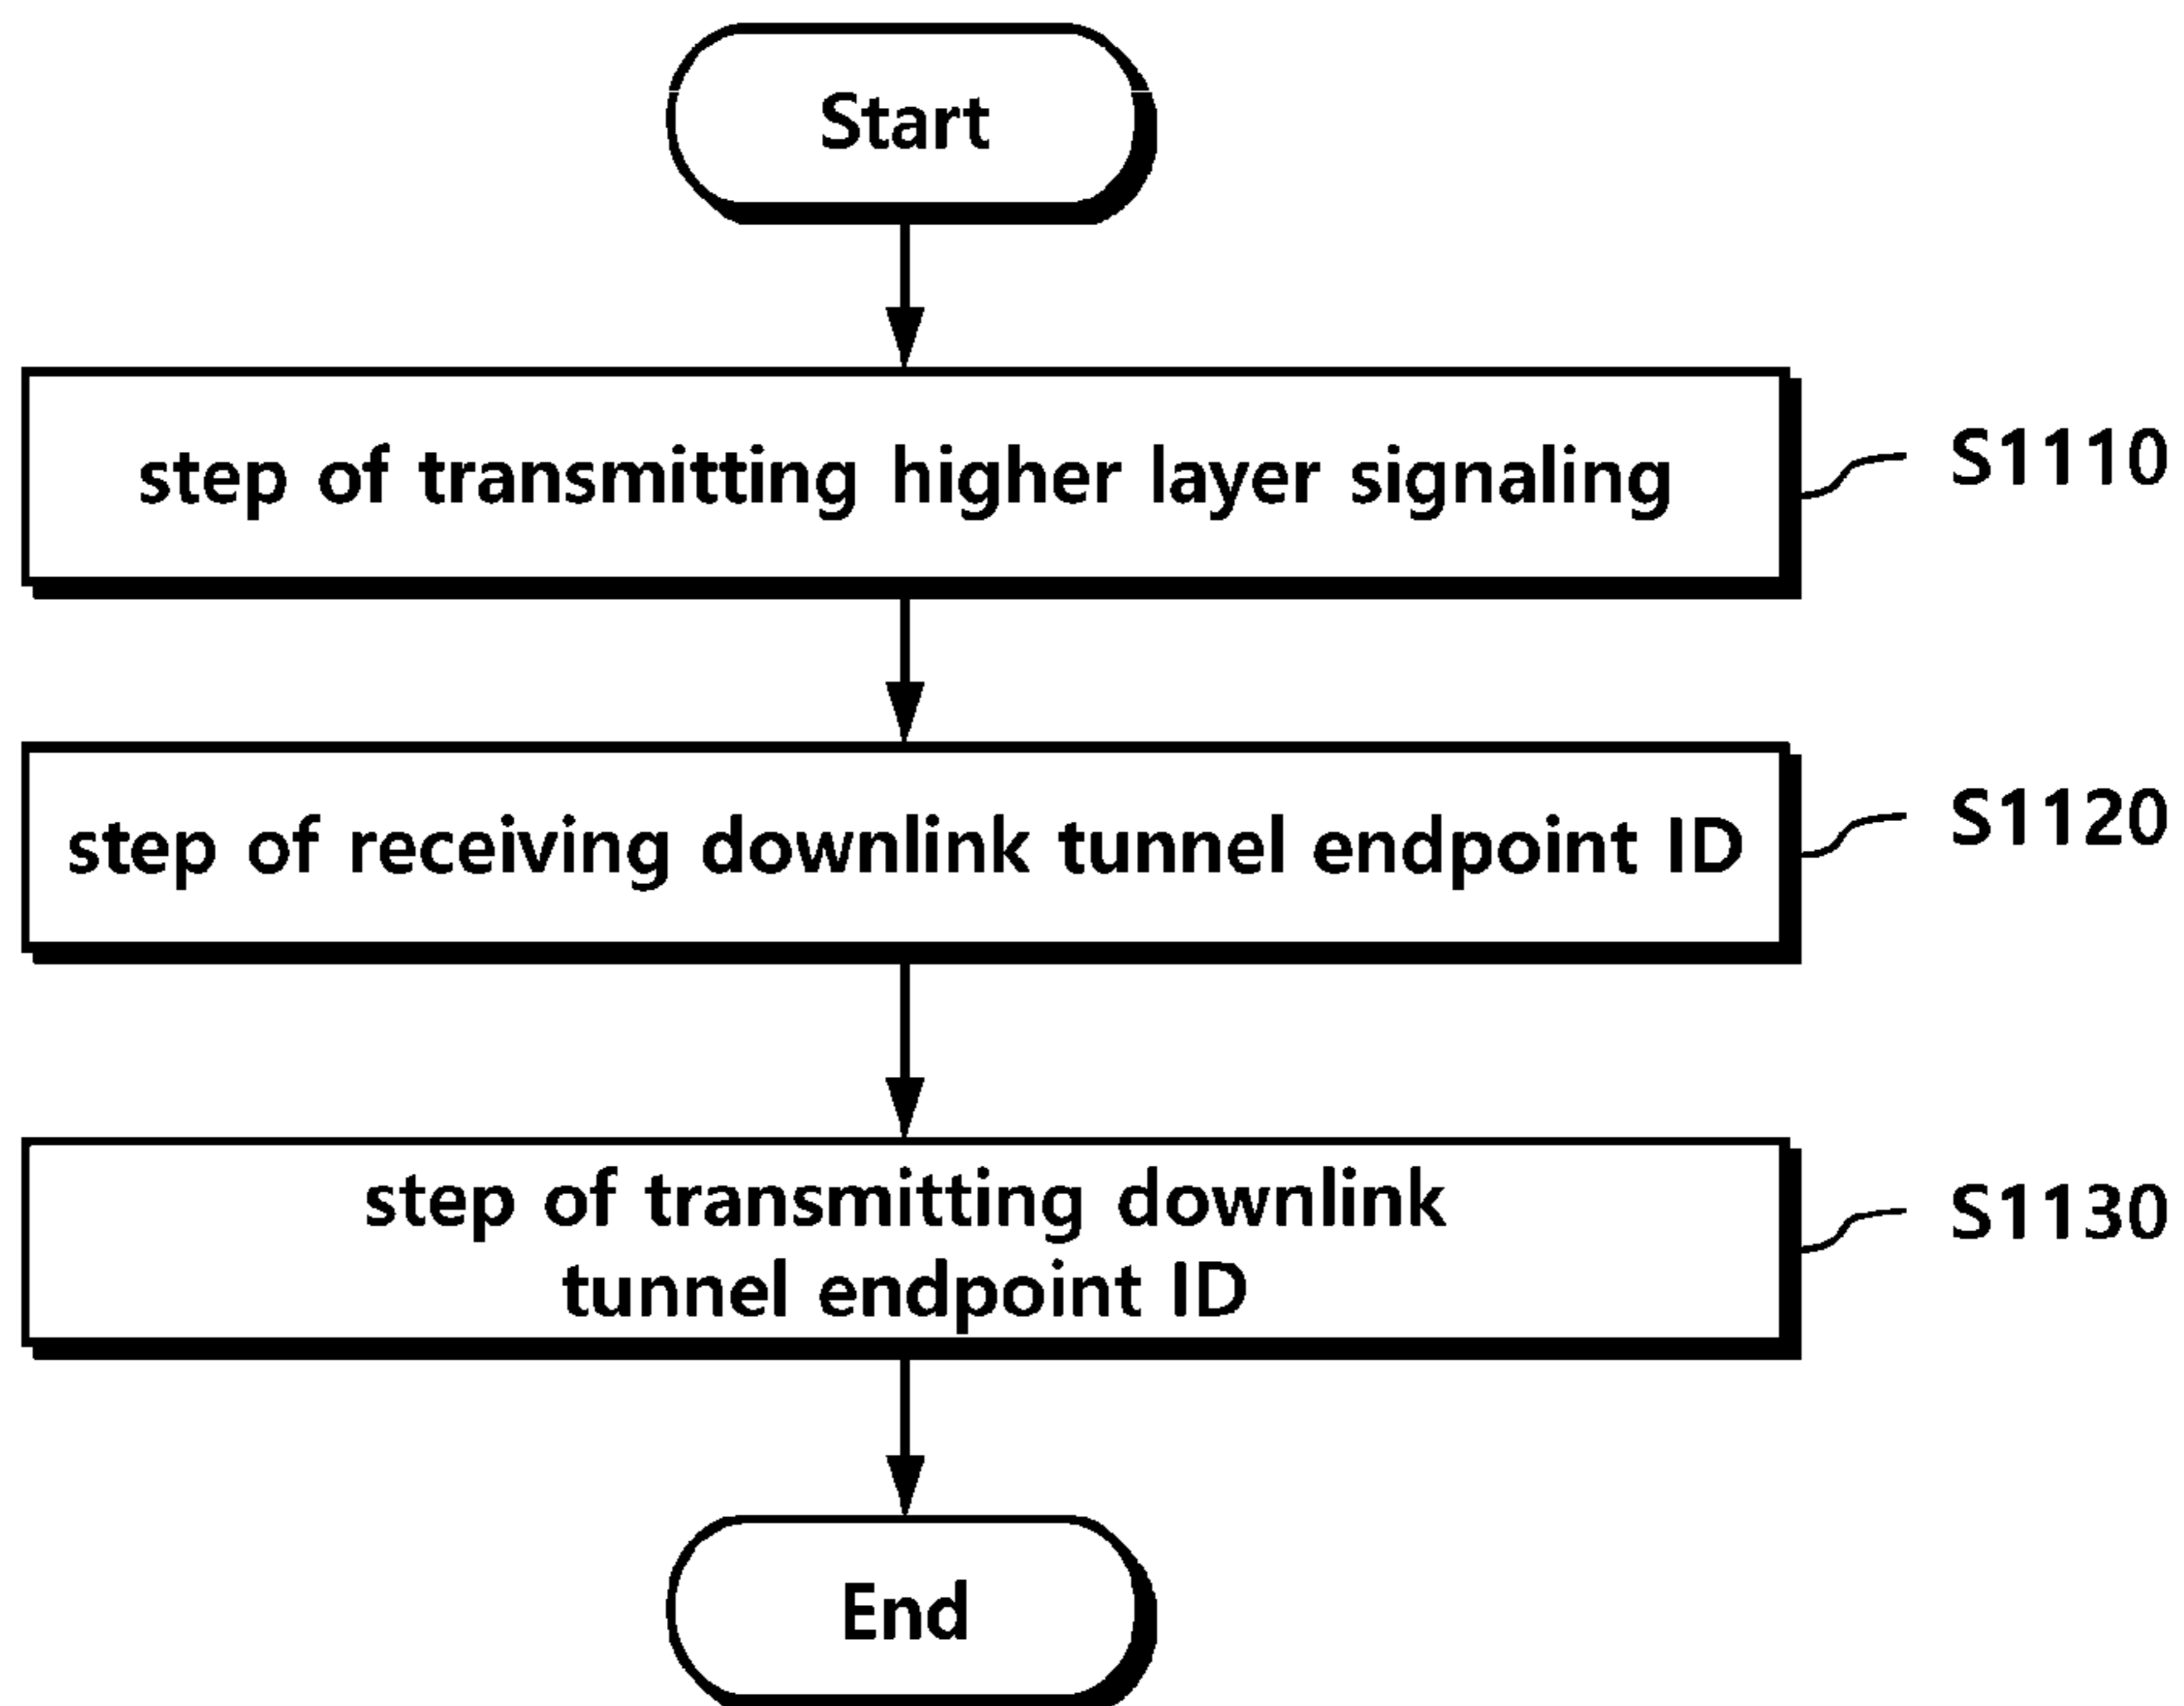 Start
step of transmitting higher layer signaling
S1110
step of receiving downlink tunnel endpoint ID
S1120
step of transmitting downlink
tunnel endpoint ID
S1130
End